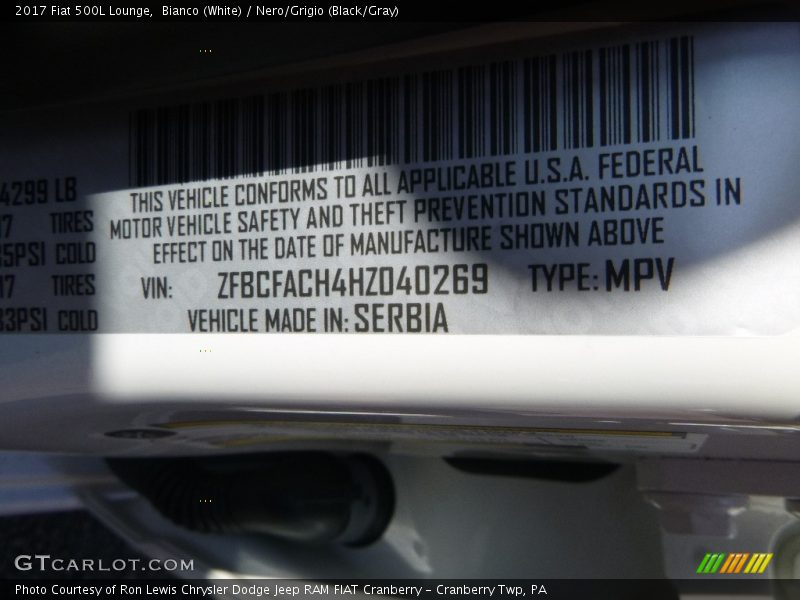 2017 Fiat 500L Lounge, Bianco (White) / Nero/Grigio (Black/Gray)
4299 LB
THIS VEHICLE CONFORMS TO ALL APPLICABLE U.S.A. FEDERAL
TIRES
MOTOR VEHICLE SAFETY AND THEFT PREVENTION STANDARDS IN
PSI COLD
EFFECT ON THE DATE OF MANUFACTURE SHOWN ABOVE
TIRES
VIN: ZFBCFACH4HZ040269 TYPE: MPV
33PSI COLD
VEHICLE MADE IN: SERBIA
GTCARLOT.COM
Photo Courtesy of Ron Lewis Chrysler Dodge Jeep RAM FIAT Cranberry – Cranberry Twp, PA